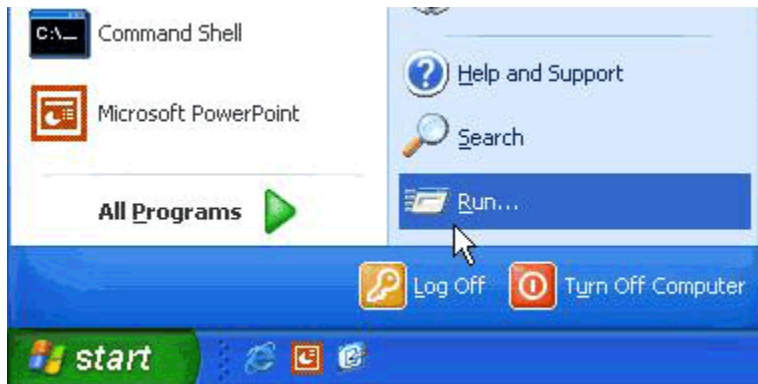 C:\_
Command Shell
Microsoft PowerPoint
All Programs
Help and Support
Search
Run...
Log Off
Turn Off Computer
start